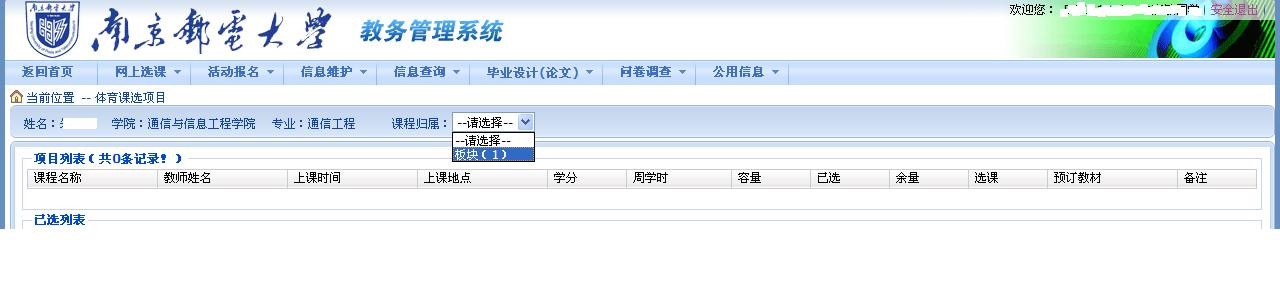 南京郵電大學 教务管理系统
欢迎您： 同学 | 安全退出 |
返回首页 网上选课 活动报名 信息维护 信息查询 毕业设计(论文) 问卷调查 公用信息
当前位置 -- 体育课选项目
姓名： 学院：通信与信息工程学院 专业：通信工程 课程归属： --请选择--
--请选择--
板块(1)
项目列表(共0条记录！)
课程名称 教师姓名 上课时间 上课地点 学分 周学时 容量 已选 余量 选课 预订教材 备注
已选列表